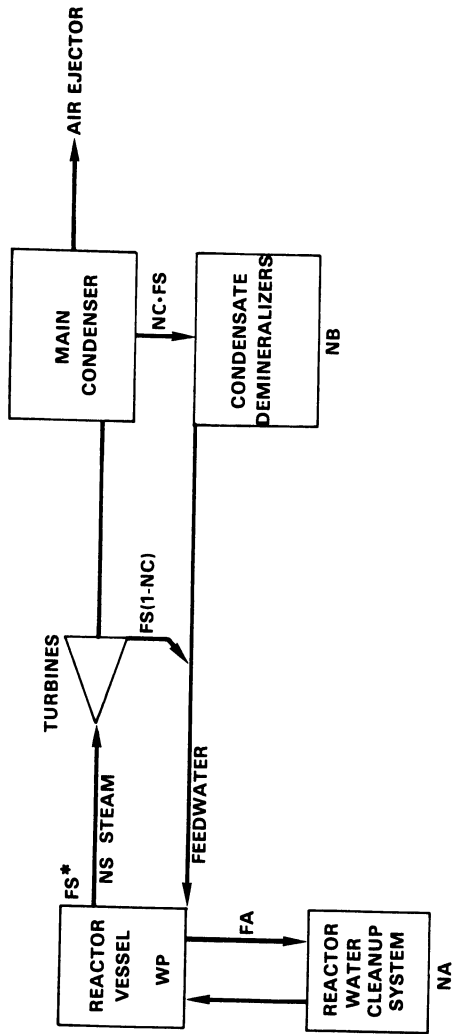 FS*
NS STEAM
REACTOR
VESSEL
WP
TURBINES
FS(1-NC)
MAIN
CONDENSER
AIR EJECTOR
NC·FS
CONDENSATE
DEMINERALIZERS
NB
FEEDWATER
FA
REACTOR
WATER
CLEANUP
SYSTEM
NA